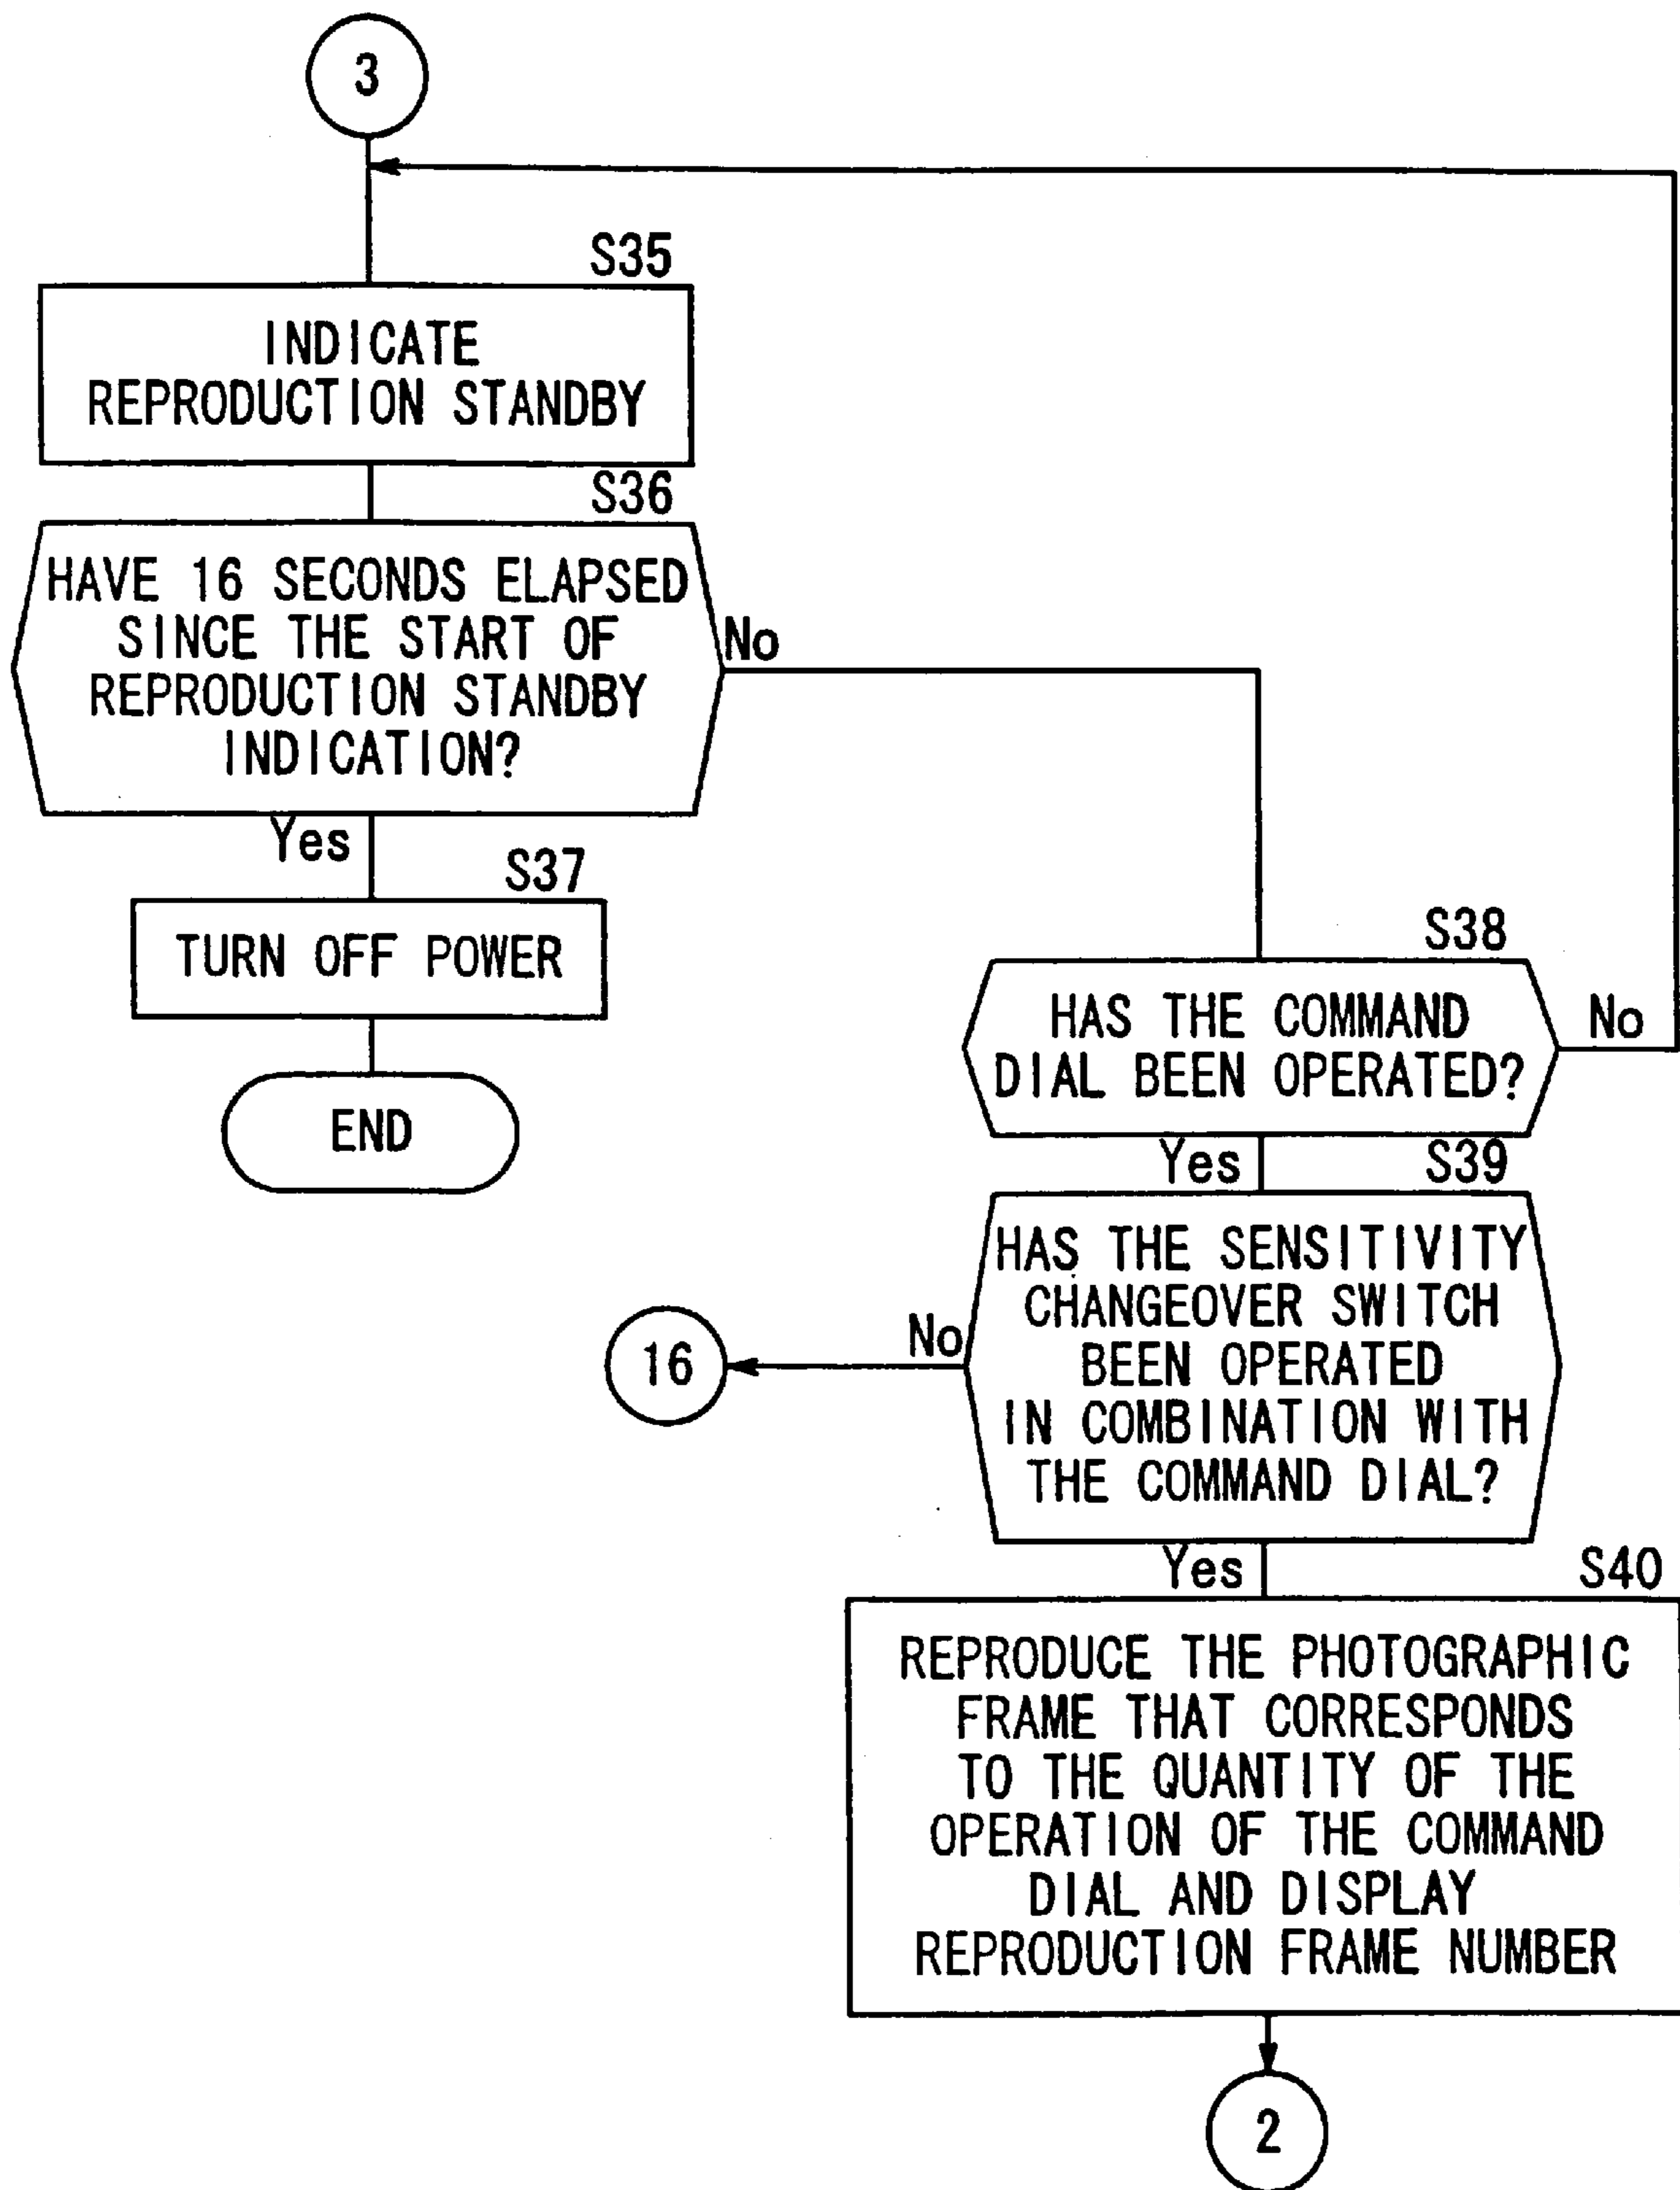 3
S35
INDICATE
REPRODUCTION STANDBY
S36
HAVE 16 SECONDS ELAPSED
SINCE THE START OF
REPRODUCTION STANDBY
INDICATION?
No
Yes
S37
TURN OFF POWER
END
S38
HAS THE COMMAND
DIAL BEEN OPERATED?
No
Yes
S39
HAS THE SENSITIVITY
CHANGEOVER SWITCH
BEEN OPERATED
IN COMBINATION WITH
THE COMMAND DIAL?
No
16
Yes
S40
REPRODUCE THE PHOTOGRAPHIC
FRAME THAT CORRESPONDS
TO THE QUANTITY OF THE
OPERATION OF THE COMMAND
DIAL AND DISPLAY
REPRODUCTION FRAME NUMBER
2